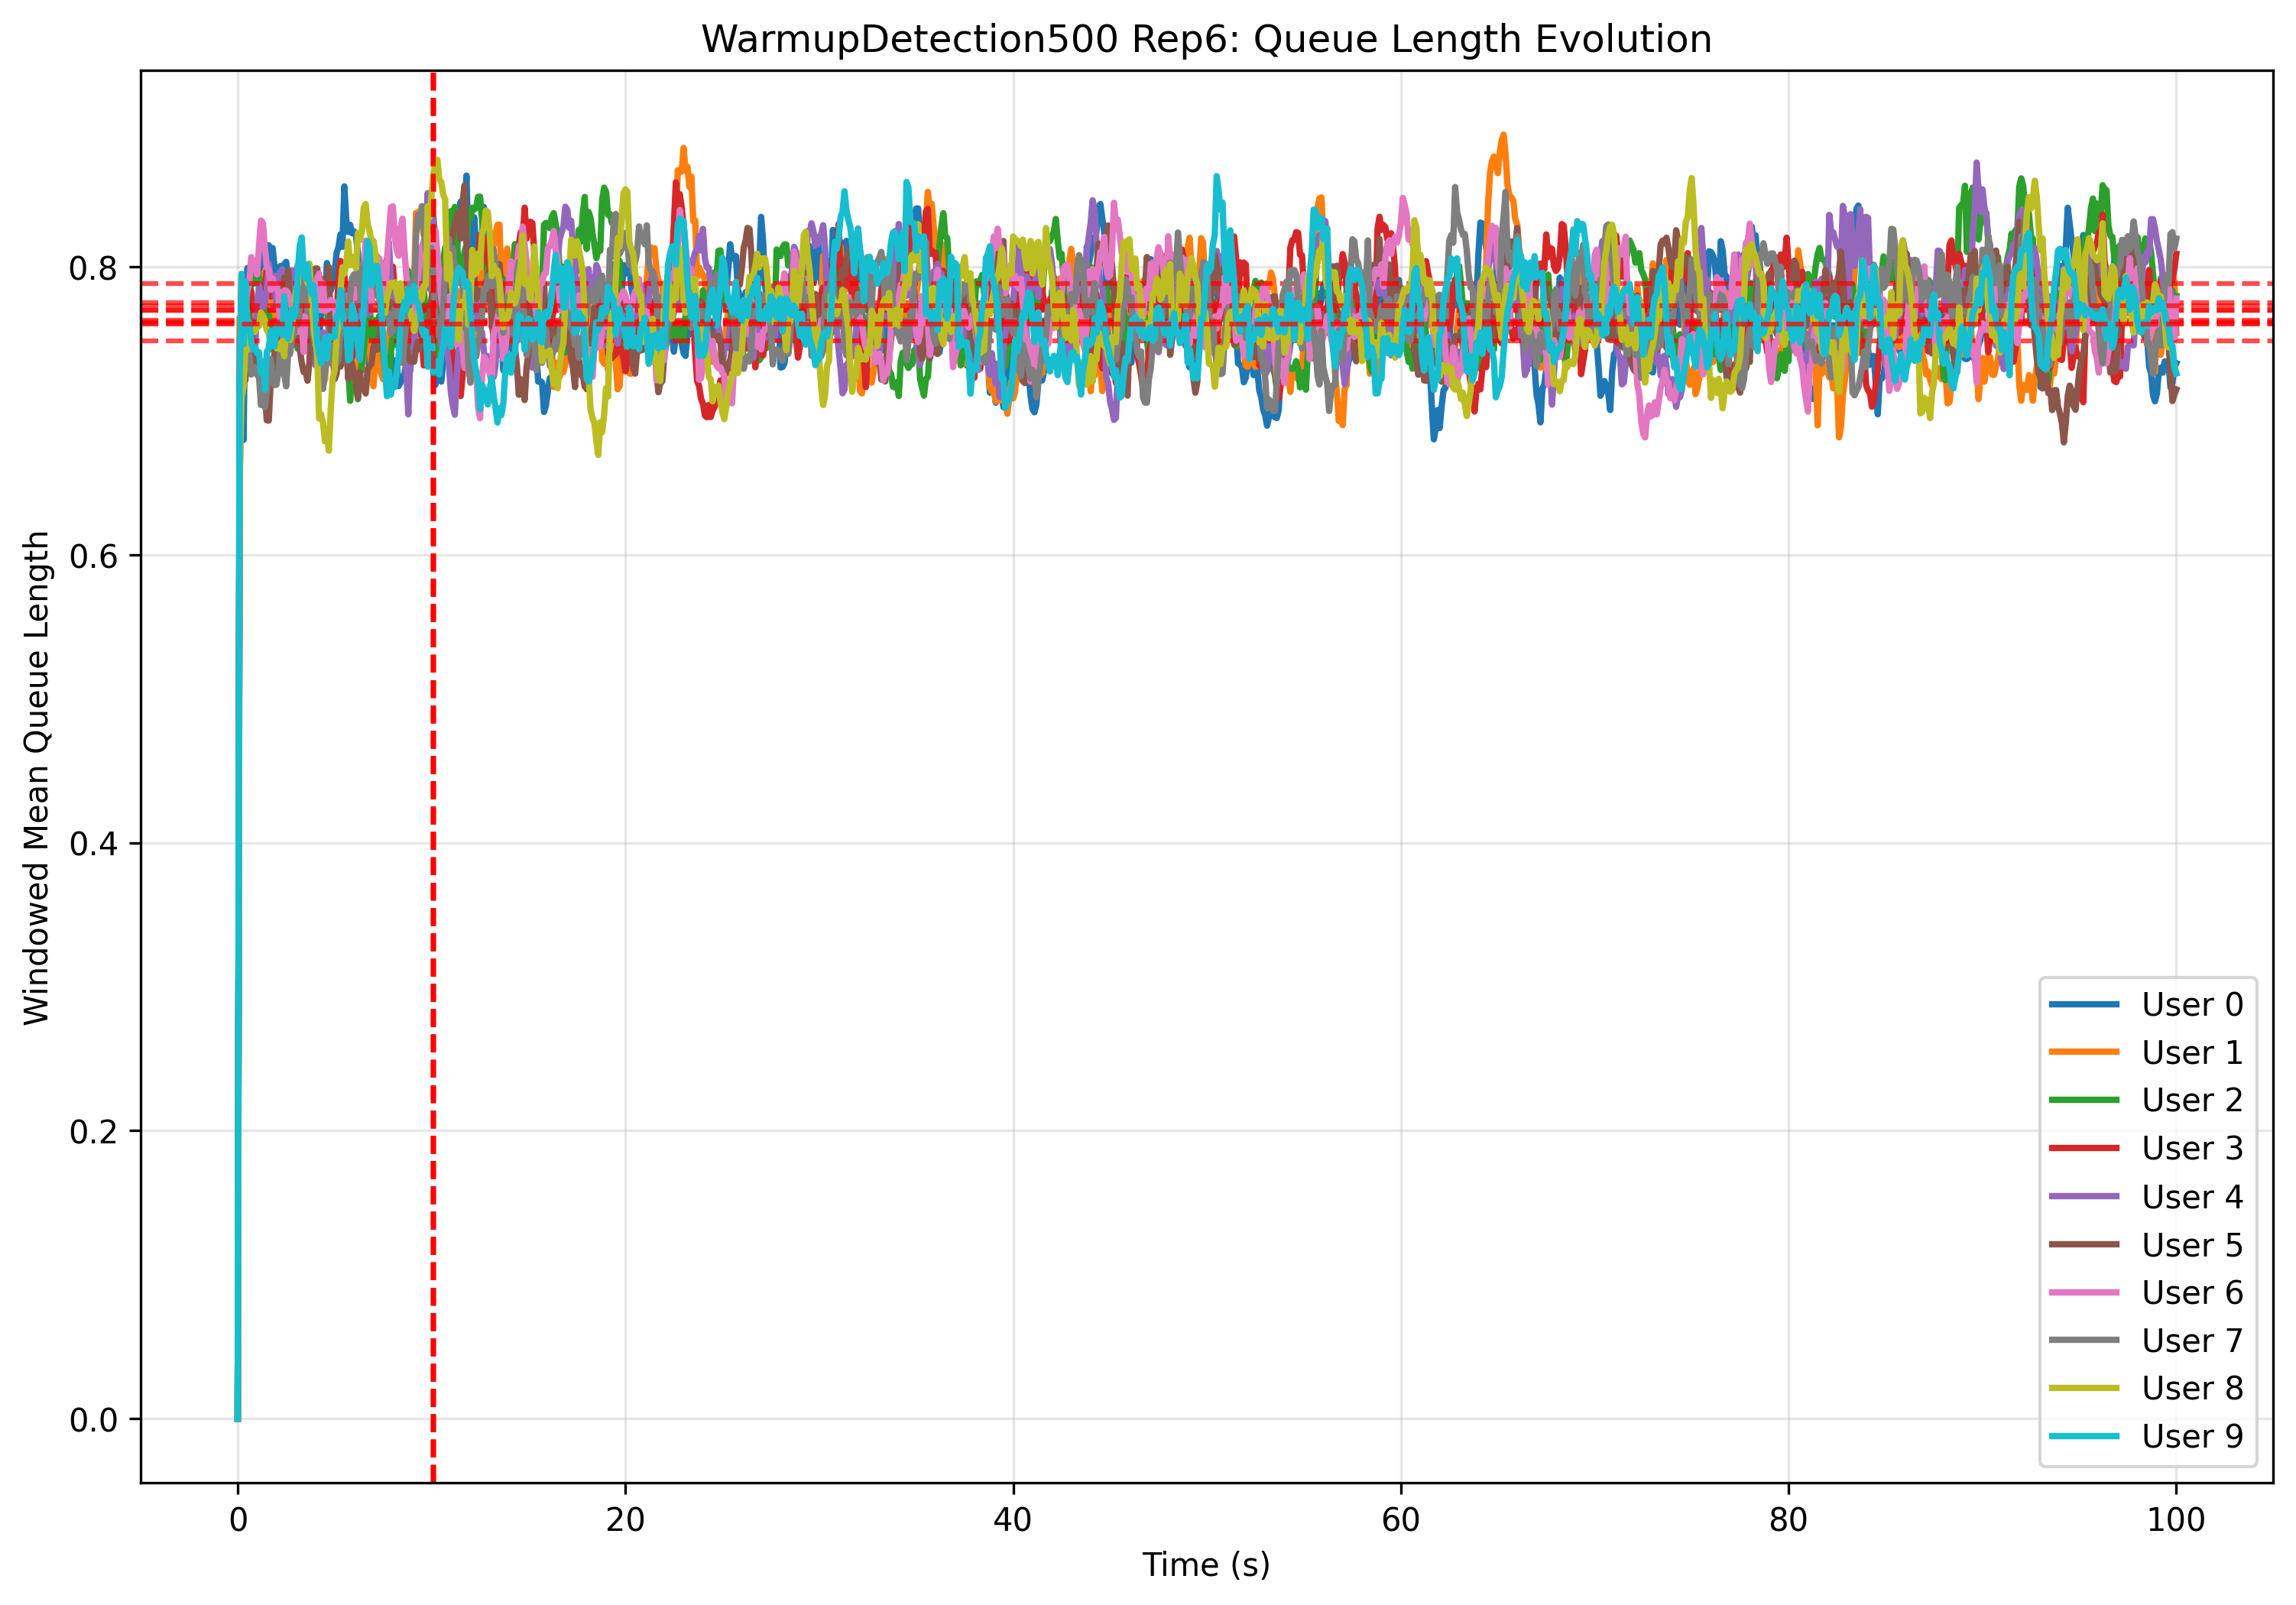 WarmupDetection500 Rep6: Queue Length Evolution
Windowed Mean Queue Length
0.8
0.6
0.4
0.2
0.0
User 0
User 1
User 2
User 3
User 4
User 5
User 6
User 7
User 8
User 9
0 20 40 60 80 100
Time (s)